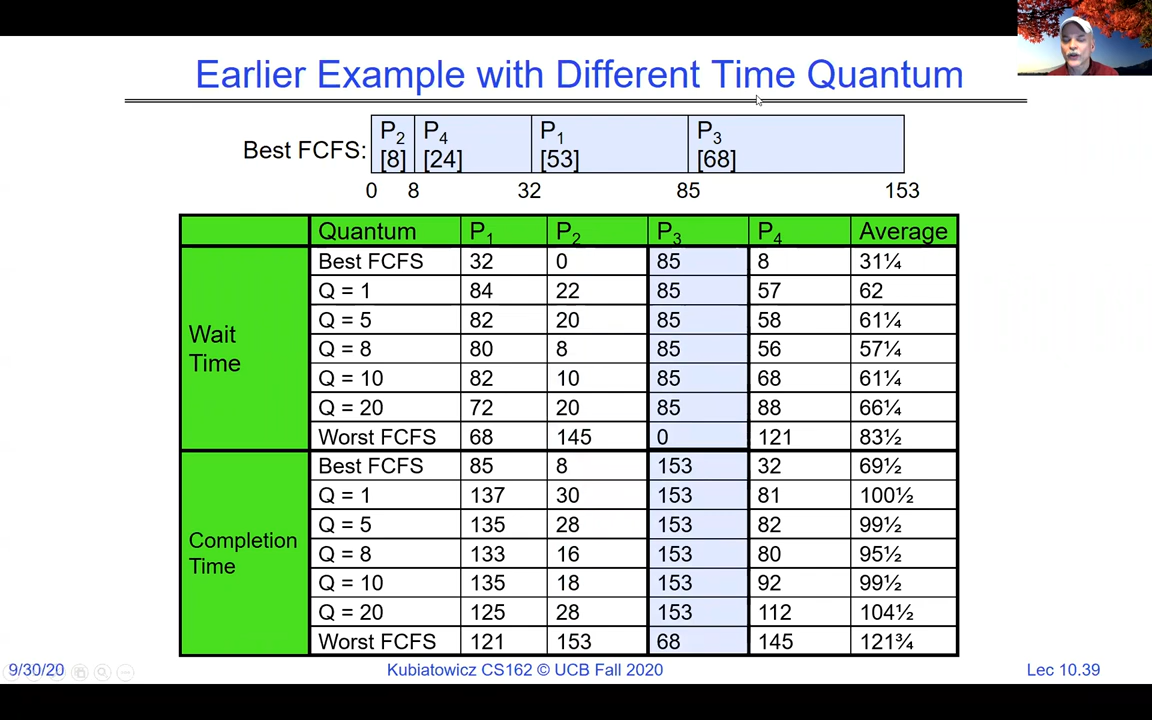 Earlier Example with Different Time Quantum
Best FCFS:
P2 [8]
P4 [24]
P1 [53]
P3 [68]
0 8 32 85 153
Quantum P1 P2 P3 P4 Average
Wait Time
Best FCFS 32 0 85 8 31¼
Q = 1 84 22 85 57 62
Q = 5 82 20 85 58 61¼
Q = 8 80 8 85 56 57¼
Q = 10 82 10 85 68 61¼
Q = 20 72 20 85 88 66¼
Worst FCFS 68 145 0 121 83½
Completion Time
Best FCFS 85 8 153 32 69½
Q = 1 137 30 153 81 100½
Q = 5 135 28 153 82 99½
Q = 8 133 16 153 80 95½
Q = 10 135 18 153 92 99½
Q = 20 125 28 153 112 104½
Worst FCFS 121 153 68 145 121¾
9/30/20 Kubiatowicz CS162 © UCB Fall 2020 Lec 10.39